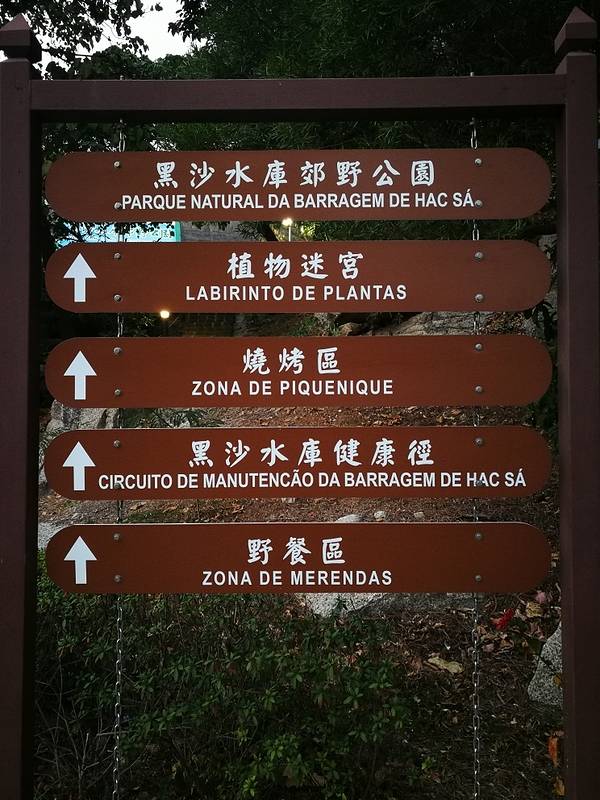 黑沙水庫郊野公園
PARQUE NATURAL DA BARRAGEM DE HAC SÁ
植物迷宮
LABIRINTO DE PLANTAS
燒烤區
ZONA DE PIQUENIQUE
黑沙水庫健康徑
CIRCUITO DE MANUTENCÃO DA BARRAGEM DE HAC SÁ
野餐區
ZONA DE MERENDAS